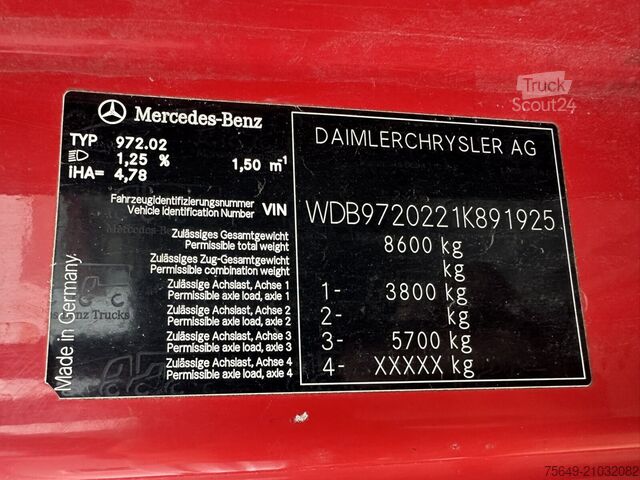 Truck
Scout24
Mercedes-Benz
TYP 972.02
1,25 % 1,50 m⁻¹
IHA= 4,78
Fahrzeugidentifizierungsnummer
Vehicle Identification Number VIN
Zulässiges Gesamtgewicht
Permissible total weight
Zulässiges Zug-Gesamtgewicht
Permissible combination weight
Zulässige Achslast, Achse 1
Permissible axle load, axle 1
Zulässige Achslast, Achse 2
Permissible axle load, axle 2
Zulässige Achslast, Achse 3
Permissible axle load, axle 3
Zulässige Achslast, Achse 4
Permissible axle load, axle 4
Made in Germany.
DAIMLERCHRYSLER AG
WDB9720221K891925
8600 kg
kg
1- 3800 kg
2- kg
3- 5700 kg
4- XXXXX kg
75649-21032082